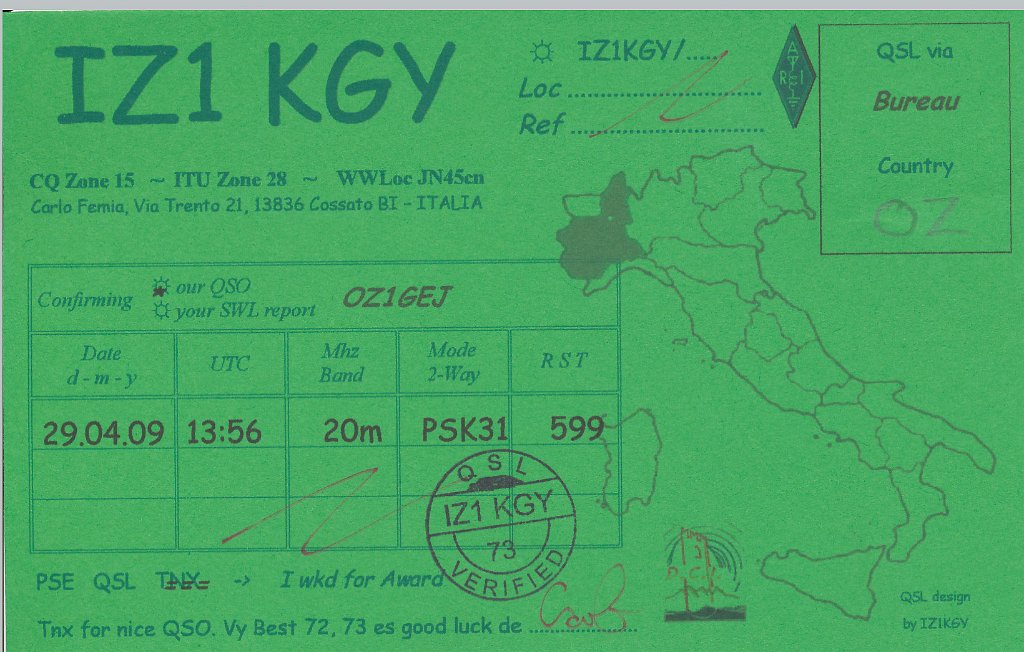 IZ1 KGY
IZ1KGY/.....
Loc ..............................
Ref ..............................
A
R I
QSL via
Bureau
Country
OZ
CQ Zone 15 ~ ITU Zone 28 ~ WWLoc JN45cn
Carlo Femia, Via Trento 21, 13836 Cossato BI - ITALIA
Confirming
our QSO
your SWL report
OZ1GEJ
Date
d - m - y
UTC
Mhz
Band
Mode
2-Way
R S T
29.04.09 13:56 20m PSK31 599
QSL
IZ1 KGY
73
VERIFIED
PSE QSL TNX -> I wkd for Award
Tnx for nice QSO. Vy Best 72, 73 es good luck de ..................
QSL design
by IZ1KGY